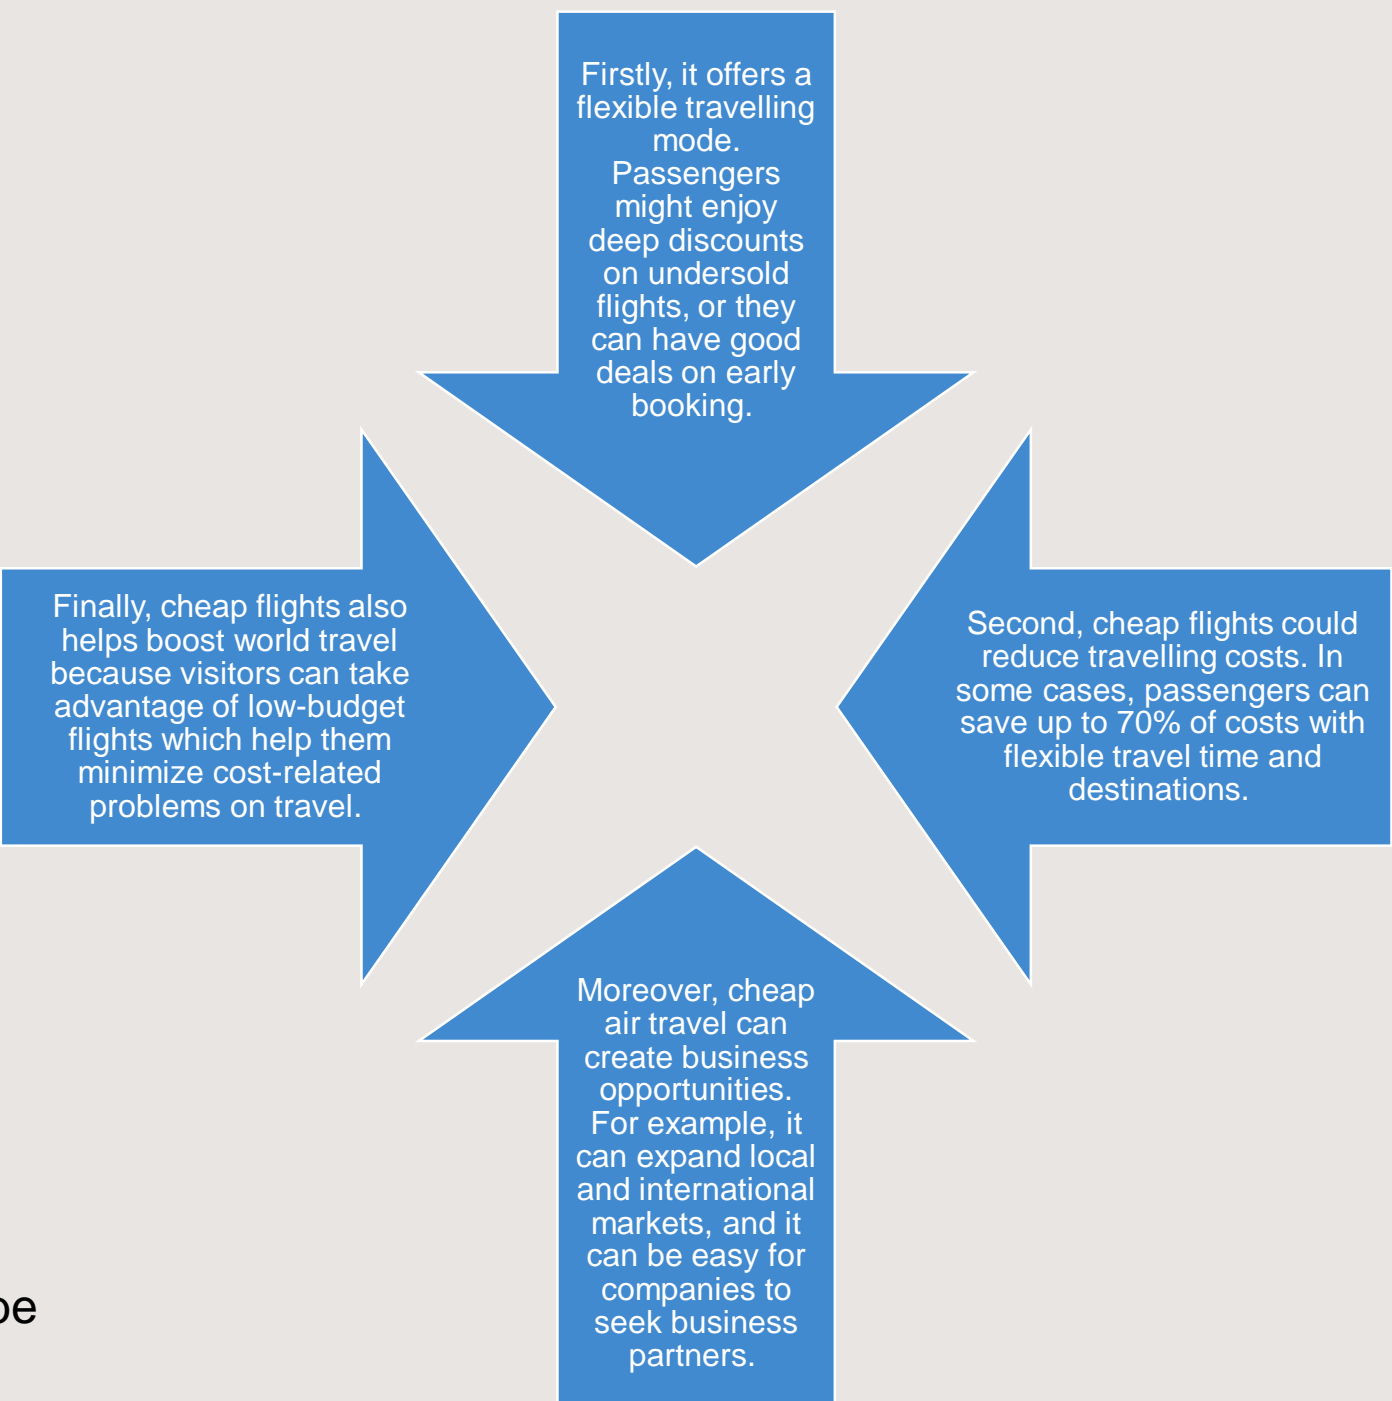 Firstly, it offers a
flexible travelling
mode.
Passengers
might enjoy
deep discounts
on undersold
flights, or they
can have good
deals on early
booking.
Second, cheap flights could
reduce travelling costs. In
some cases, passengers can
save up to 70% of costs with
flexible travel time and
destinations.
Moreover, cheap
air travel can
create business
opportunities.
For example, it
can expand local
and international
markets, and it
can be easy for
companies to
seek business
partners.
Finally, cheap flights also
helps boost world travel
because visitors can take
advantage of low-budget
flights which help them
minimize cost-related
problems on travel.